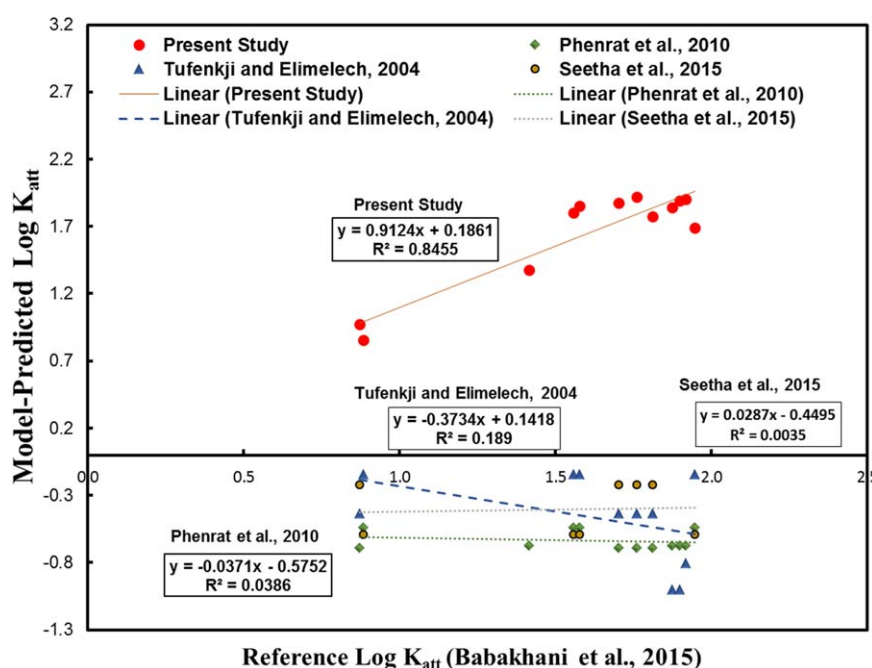 3.2
2.7
2.2
1.7
1.2
0.7
0.2
-0.3
-0.8
-1.3
Model-Predicted Log K_att
Present Study
Phenrat et al., 2010
Tufenkji and Elimelech, 2004
Seetha et al., 2015
Linear (Present Study)
Linear (Phenrat et al., 2010)
Linear (Tufenkji and Elimelech, 2004)
Linear (Seetha et al., 2015)
Present Study
y = 0.9124x + 0.1861
R² = 0.8455
Tufenkji and Elimelech, 2004
y = -0.3734x + 0.1418
R² = 0.189
Seetha et al., 2015
y = 0.0287x - 0.4495
R² = 0.0035
0.0 0.5 1.0 1.5 2.0 2.5
Phenrat et al., 2010
y = -0.0371x - 0.5752
R² = 0.0386
Reference Log K_att (Babakhani et al., 2015)